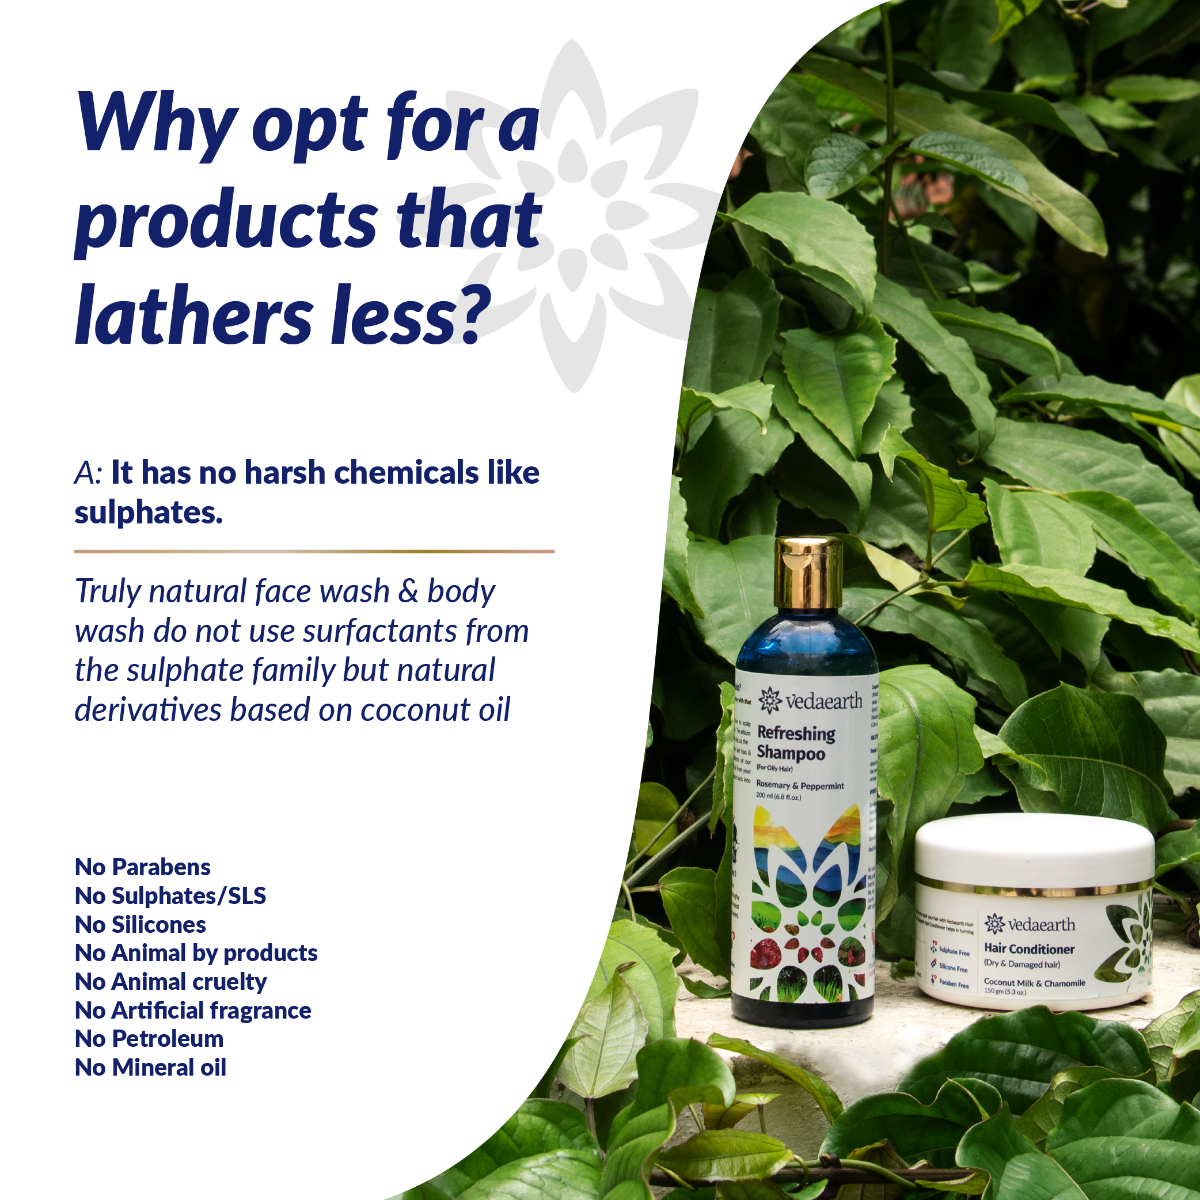 Why opt for a
products that
lathers less?
A: It has no harsh chemicals like
sulphates.
Truly natural face wash & body
wash do not use surfactants from
the sulphate family but natural
derivatives based on coconut oil
No Parabens
No Sulphates/SLS
No Silicones
No Animal by products
No Animal cruelty
No Artificial fragrance
No Petroleum
No Mineral oil
vedaearth
Refreshing
Shampoo
(For Oily Hair)
Rosemary & Peppermint
200 ml (6.8 fl.oz.)
vedaearth
Hair Conditioner
(Dry & Damaged hair)
Coconut Milk & Chamomile
150 gm (5.3 oz.)
Sulphate Free
Silicone Free
Paraben Free